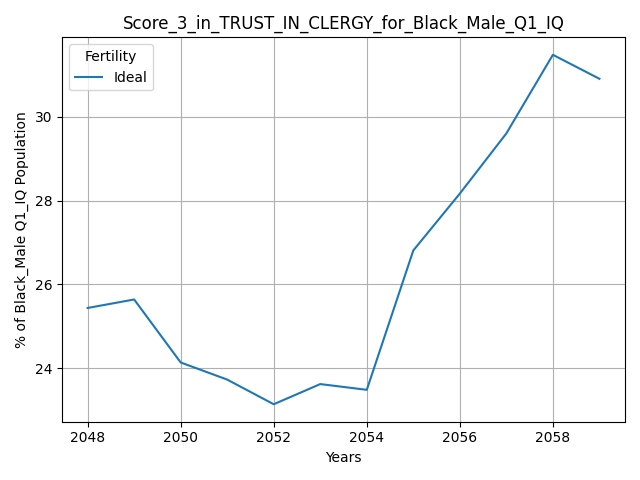 Score_3_in_TRUST_IN_CLERGY_for_Black_Male_Q1_IQ
Fertility
Ideal
% of Black_Male Q1_IQ Population
30
28
26
24
2048
2050
2052
2054
2056
2058
Years